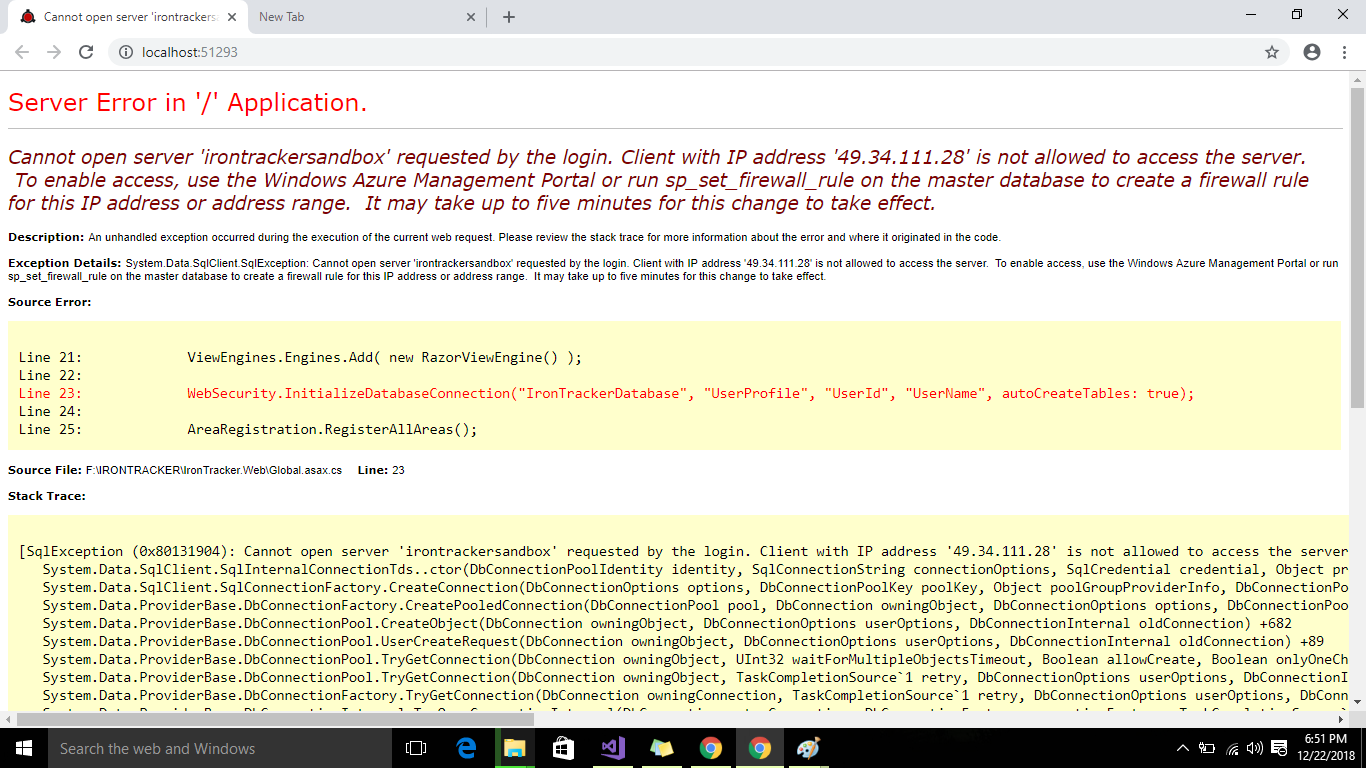 Cannot open server 'irontrackersa
New Tab
localhost:51293
Server Error in '/' Application.
Cannot open server 'irontrackersandbox' requested by the login. Client with IP address '49.34.111.28' is not allowed to access the server.
To enable access, use the Windows Azure Management Portal or run sp_set_firewall_rule on the master database to create a firewall rule
for this IP address or address range.  It may take up to five minutes for this change to take effect.
Description: An unhandled exception occurred during the execution of the current web request. Please review the stack trace for more information about the error and where it originated in the code.
Exception Details: System.Data.SqlClient.SqlException: Cannot open server 'irontrackersandbox' requested by the login. Client with IP address '49.34.111.28' is not allowed to access the server.  To enable access, use the Windows Azure Management Portal or run
sp_set_firewall_rule on the master database to create a firewall rule for this IP address or address range.  It may take up to five minutes for this change to take effect.
Source Error:
Line 21:             ViewEngines.Engines.Add( new RazorViewEngine() );
Line 22:
Line 23:             WebSecurity.InitializeDatabaseConnection("IronTrackerDatabase", "UserProfile", "UserId", "UserName", autoCreateTables: true);
Line 24:
Line 25:             AreaRegistration.RegisterAllAreas();
Source File: F:\IRONTRACKER\IronTracker.Web\Global.asax.cs    Line: 23
Stack Trace:
[SqlException (0x80131904): Cannot open server 'irontrackersandbox' requested by the login. Client with IP address '49.34.111.28' is not allowed to access the server
System.Data.SqlClient.SqlInternalConnectionTds..ctor(DbConnectionPoolIdentity identity, SqlConnectionString connectionOptions, SqlCredential credential, Object pr
System.Data.SqlClient.SqlConnectionFactory.CreateConnection(DbConnectionOptions options, DbConnectionPoolKey poolKey, Object poolGroupProviderInfo, DbConnectionPo
System.Data.ProviderBase.DbConnectionFactory.CreatePooledConnection(DbConnectionPool pool, DbConnection owningObject, DbConnectionOptions options, DbConnectionPoo
System.Data.ProviderBase.DbConnectionPool.CreateObject(DbConnection owningObject, DbConnectionOptions userOptions, DbConnectionInternal oldConnection) +682
System.Data.ProviderBase.DbConnectionPool.UserCreateRequest(DbConnection owningObject, DbConnectionOptions userOptions, DbConnectionInternal oldConnection) +89
System.Data.ProviderBase.DbConnectionPool.TryGetConnection(DbConnection owningObject, UInt32 waitForMultipleObjectsTimeout, Boolean allowCreate, Boolean onlyOneCh
System.Data.ProviderBase.DbConnectionPool.TryGetConnection(DbConnection owningObject, TaskCompletionSource`1 retry, DbConnectionOptions userOptions, DbConnectionI
System.Data.ProviderBase.DbConnectionFactory.TryGetConnection(DbConnection owningConnection, TaskCompletionSource`1 retry, DbConnectionOptions userOptions, DbConn
Search the web and Windows
6:51 PM
12/22/2018